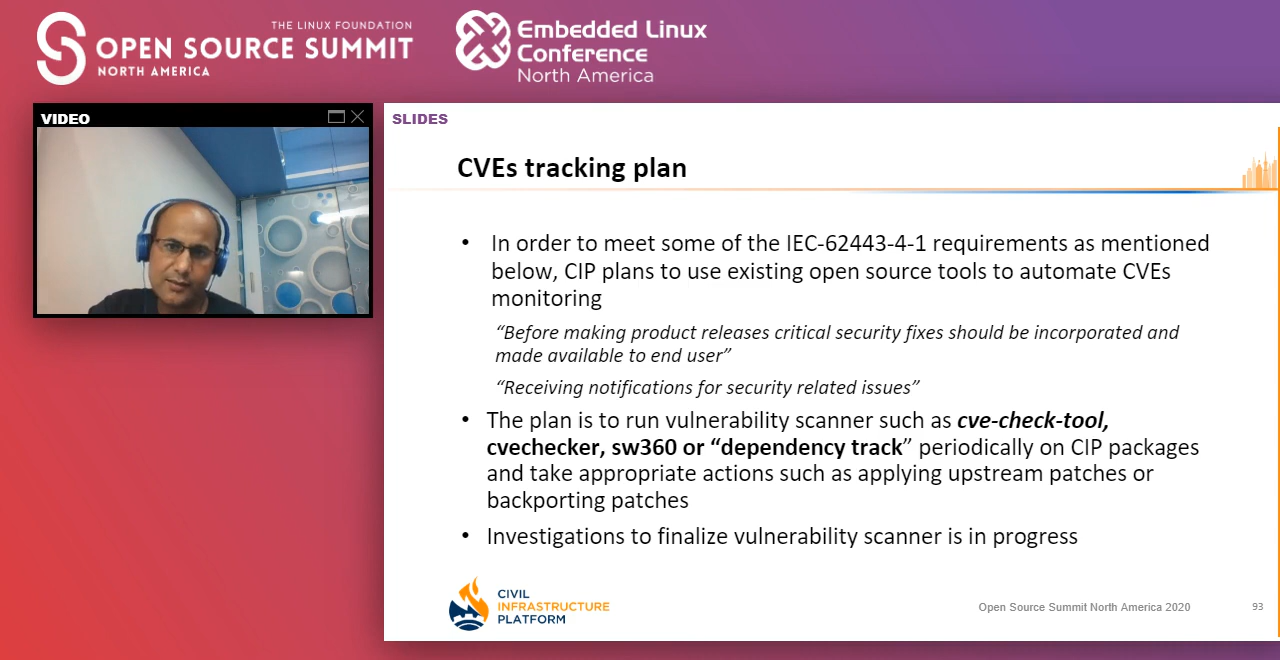 THE LINUX FOUNDATION
OPEN SOURCE SUMMIT
NORTH AMERICA
Embedded Linux
Conference
North America
VIDEO
SLIDES
CVEs tracking plan
• In order to meet some of the IEC-62443-4-1 requirements as mentioned
below, CIP plans to use existing open source tools to automate CVEs
monitoring
“Before making product releases critical security fixes should be incorporated and
made available to end user”
“Receiving notifications for security related issues”
• The plan is to run vulnerability scanner such as cve-check-tool,
cvechecker, sw360 or “dependency track” periodically on CIP packages
and take appropriate actions such as applying upstream patches or
backporting patches
• Investigations to finalize vulnerability scanner is in progress
CIVIL
INFRASTRUCTURE
PLATFORM
Open Source Summit North America 2020
93